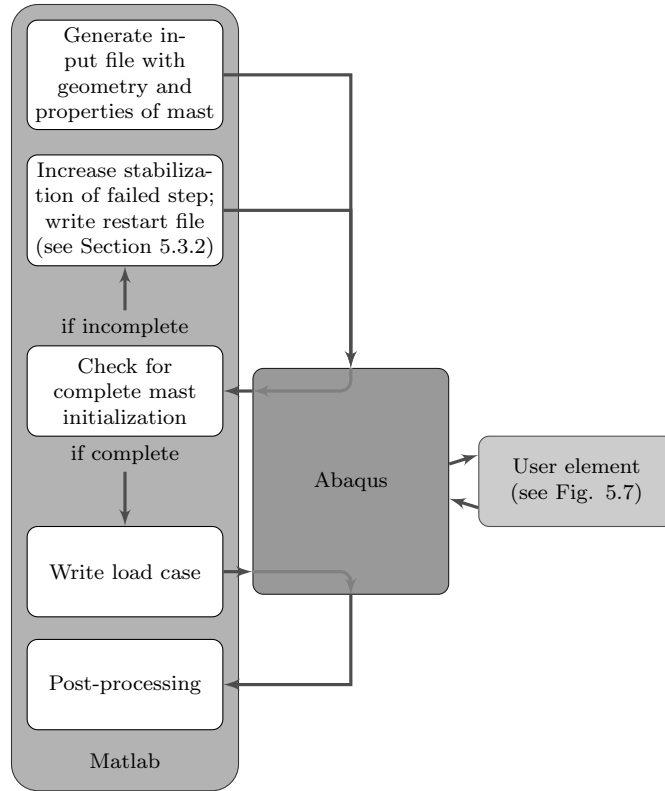 Generate in-
put file with
geometry and
properties of mast
Increase stabiliza-
tion of failed step;
write restart file
(see Section 5.3.2)
if incomplete
Check for
complete mast
initialization
if complete
Write load case
Post-processing
Matlab
Abaqus
User element
(see Fig. 5.7)